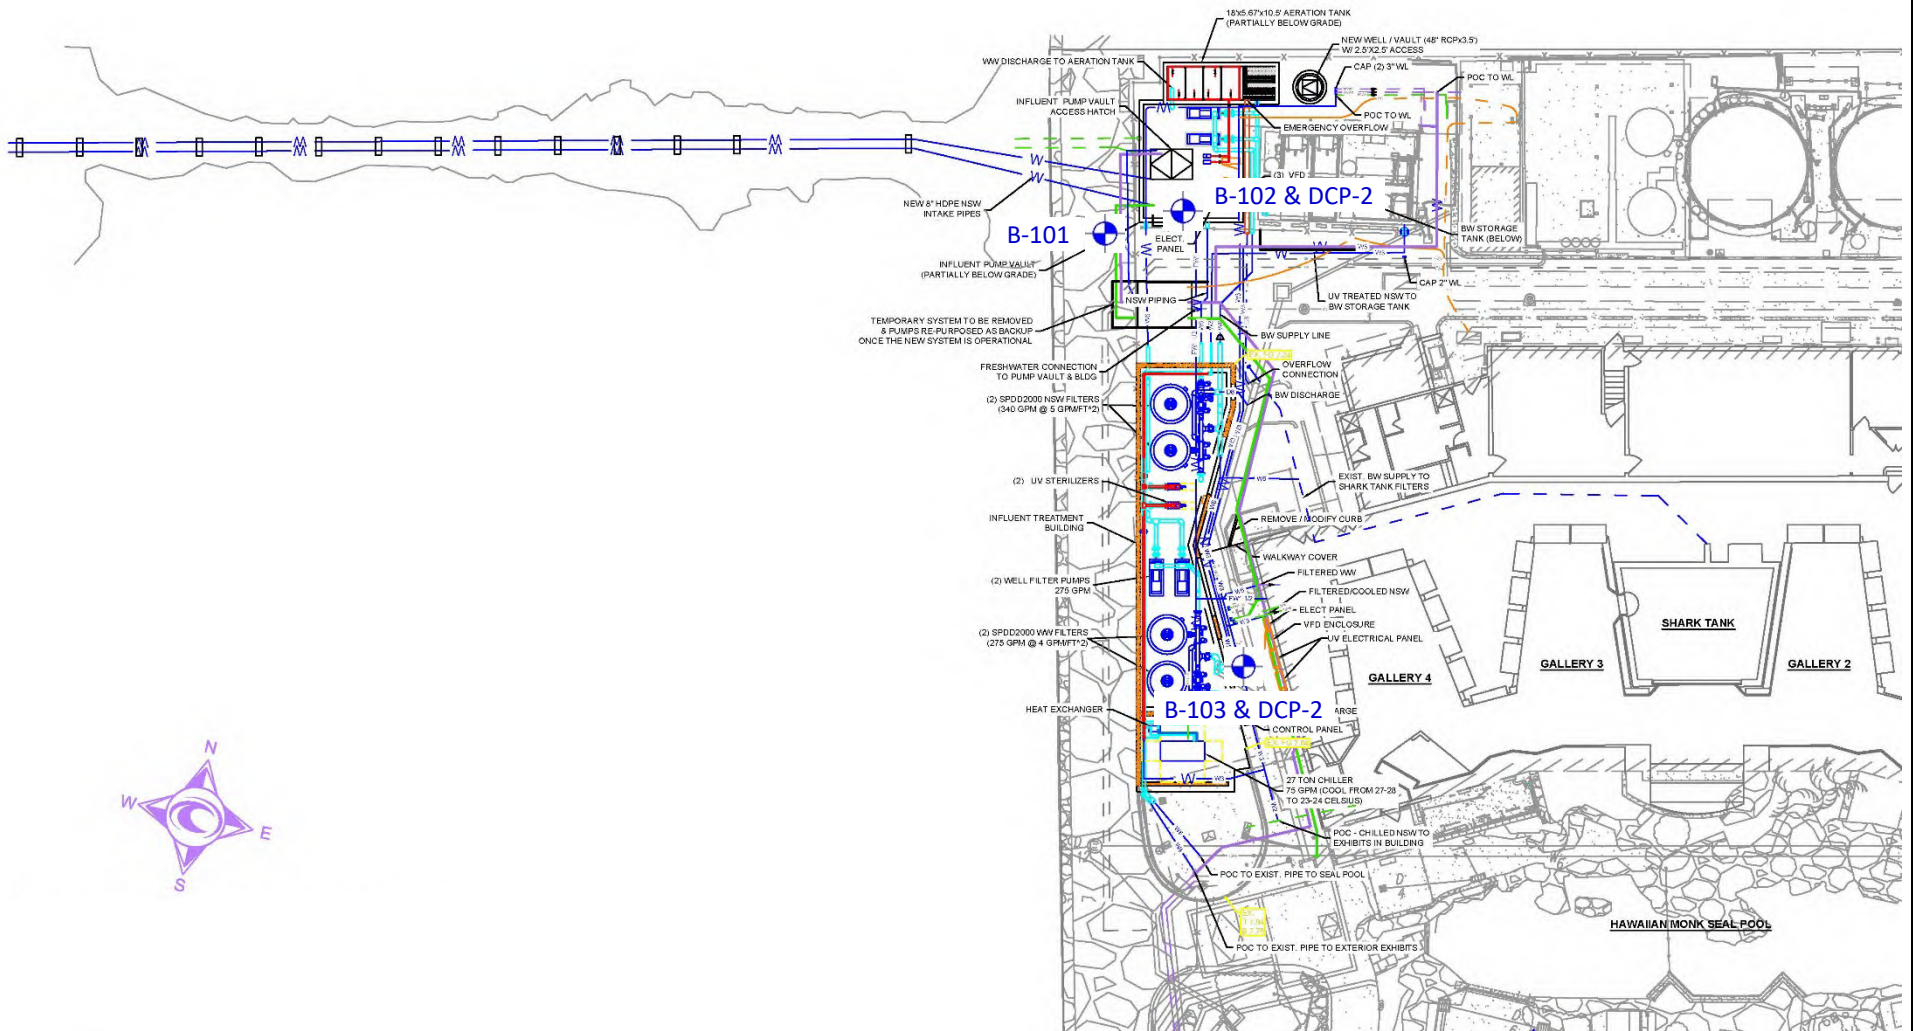 18'x5.67'x10.5' AERATION TANK
(PARTIALLY BELOW GRADE)
NEW WELL / VAULT (48" RCPx3.5')
W/ 2.5'X2.5' ACCESS
WW DISCHARGE TO AERATION TANK
CAP (2) 3" WL
POC TO WL
INFLUENT PUMP VAULT
ACCESS HATCH
POC TO WL
EMERGENCY OVERFLOW
(3) VFD
B-102 & DCP-2
NEW 8" HDPE NSW
INTAKE PIPES
B-101
ELECT.
PANEL
BW STORAGE
TANK (BELOW)
INFLUENT PUMP VAULT
(PARTIALLY BELOW GRADE)
CAP 2" WL
NSW PIPING
UV TREATED NSW TO
BW STORAGE TANK
TEMPORARY SYSTEM TO BE REMOVED
& PUMPS RE-PURPOSED AS BACKUP
ONCE THE NEW SYSTEM IS OPERATIONAL
BW SUPPLY LINE
FRESHWATER CONNECTION
TO PUMP VAULT & BLDG
OVERFLOW
CONNECTION
BW DISCHARGE
(2) SPDD2000 NSW FILTERS
(340 GPM @ 5 GPM/FT^2)
(2) UV STERILIZERS
EXIST. BW SUPPLY TO
SHARK TANK FILTERS
INFLUENT TREATMENT
BUILDING
REMOVE / MODIFY CURB
WALKWAY COVER
(2) WELL FILTER PUMPS
275 GPM
FILTERED WW
FILTERED/COOLED NSW
ELECT PANEL
VFD ENCLOSURE
UV ELECTRICAL PANEL
(2) SPDD2000 WW FILTERS
(275 GPM @ 4 GPM/FT^2)
SHARK TANK
GALLERY 3
GALLERY 2
GALLERY 4
HEAT EXCHANGER
B-103 & DCP-2
ARGE
CONTROL PANEL
27 TON CHILLER
75 GPM (COOL FROM 27-28
TO 23-24 CELSIUS)
POC - CHILLED NSW TO
EXHIBITS IN BUILDING
POC TO EXIST. PIPE TO SEAL POOL
HAWAIIAN MONK SEAL POOL
POC TO EXIST. PIPE TO EXTERIOR EXHIBITS
N
W
E
S